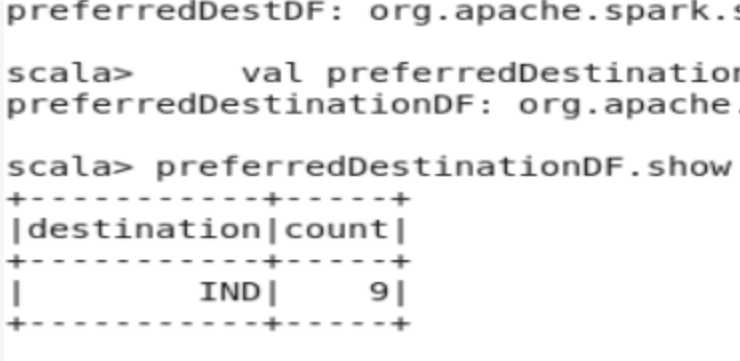 preferredDestDF: org.apache.spark.s
scala>     val preferredDestination
preferredDestinationDF: org.apache.
scala> preferredDestinationDF.show
+-----------+-----+
|destination|count|
+-----------+-----+
|        IND|    9|
+-----------+-----+